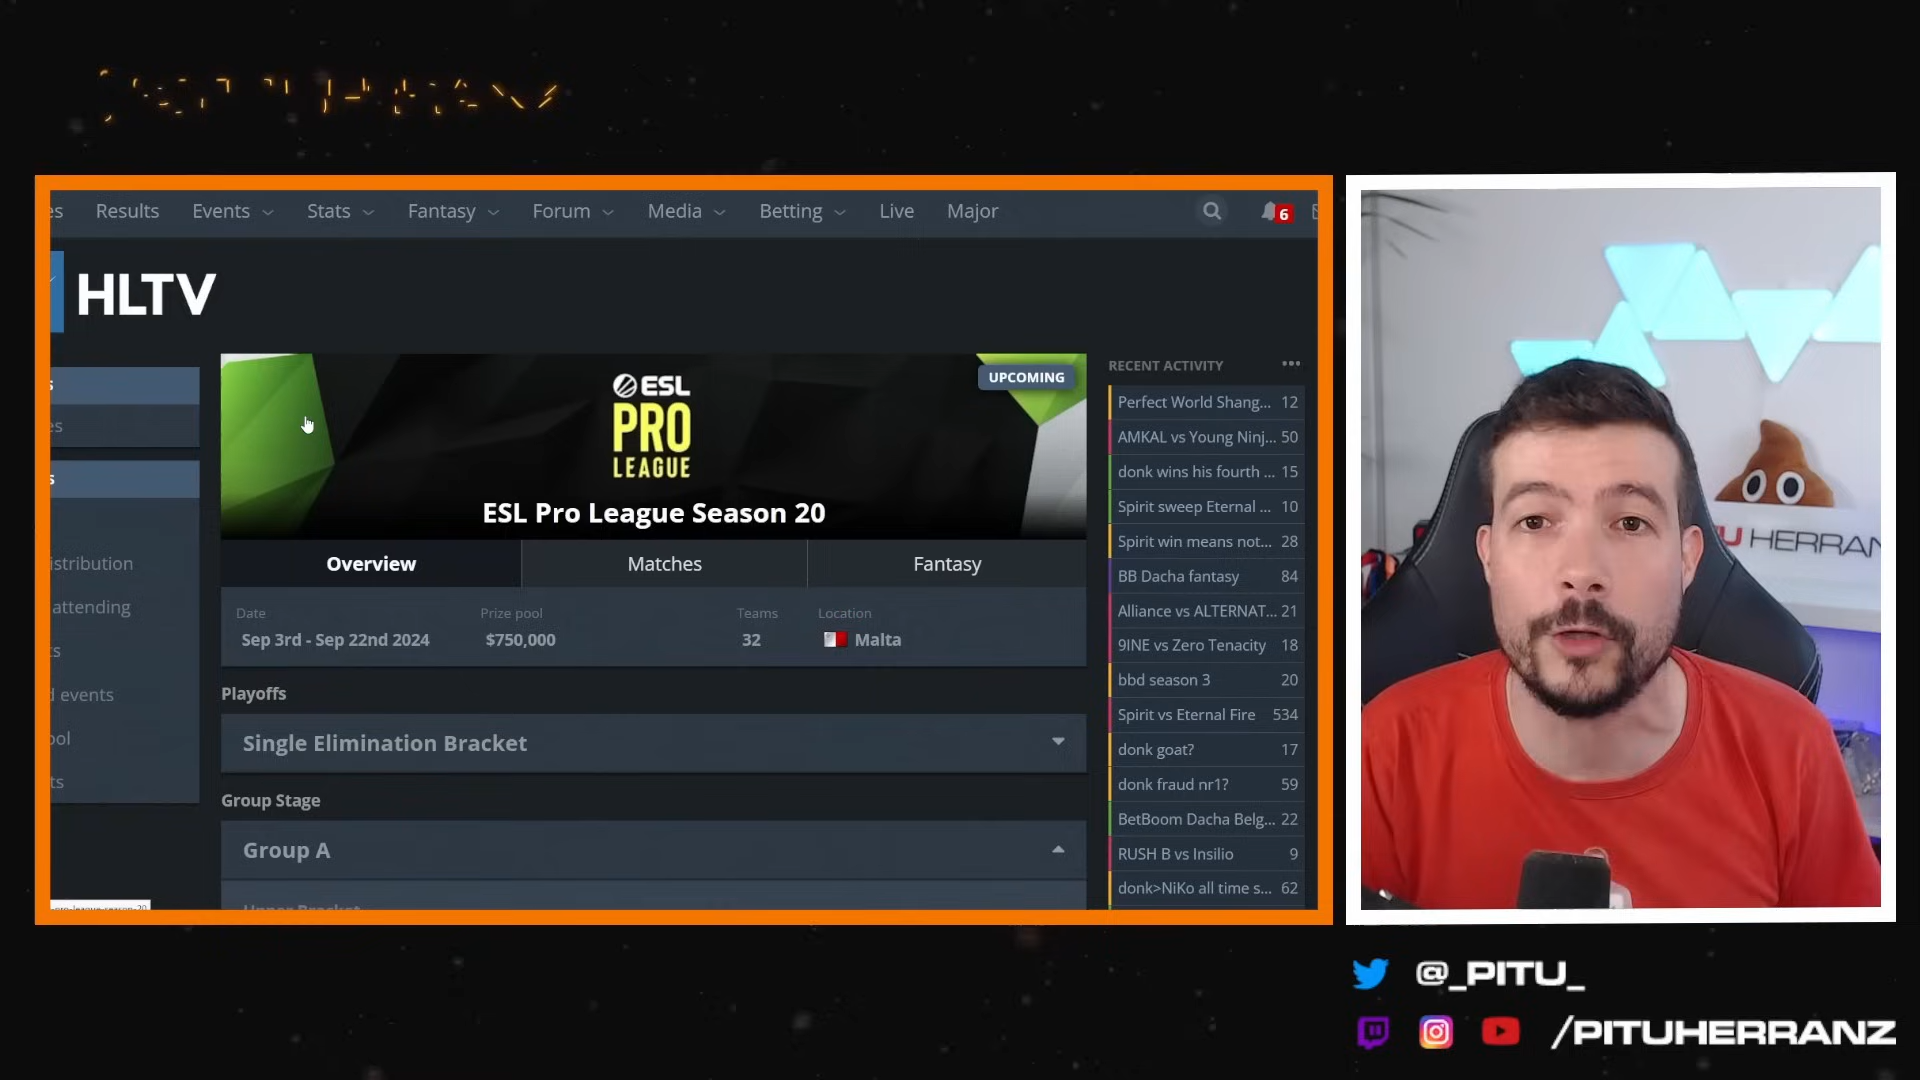 Results Events Stats Fantasy Forum Media Betting Live Major 6
HLTV
UPCOMING
ESL
PRO
LEAGUE
ESL Pro League Season 20
Overview Matches Fantasy
Date Prize pool Teams Location
Sep 3rd - Sep 22nd 2024 $750,000 32 Malta
Playoffs
Single Elimination Bracket
Group Stage
Group A
attending
events
RECENT ACTIVITY
Perfect World Shang... 12
AMKAL vs Young Ninj... 50
donk wins his fourth ... 15
Spirit sweep Eternal ... 10
Spirit win means not... 28
BB Dacha fantasy 84
Alliance vs ALTERNAT... 21
9INE vs Zero Tenacity 18
bbd season 3 20
Spirit vs Eternal Fire 534
donk goat? 17
donk fraud nr1? 59
BetBoom Dacha Belg... 22
RUSH B vs Insilio 9
donk>NiKo all time s... 62
U HERRAN
@_PITU_
/PITUHERRANZ